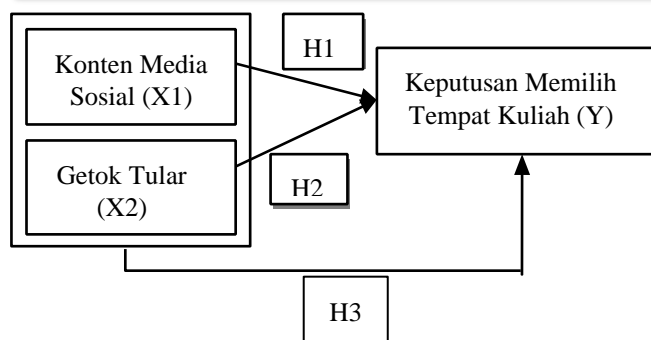 Konten Media
Sosial (X1)
H1
Keputusan Memilih
Tempat Kuliah (Y)
Getok Tular
(X2)
H2
H3